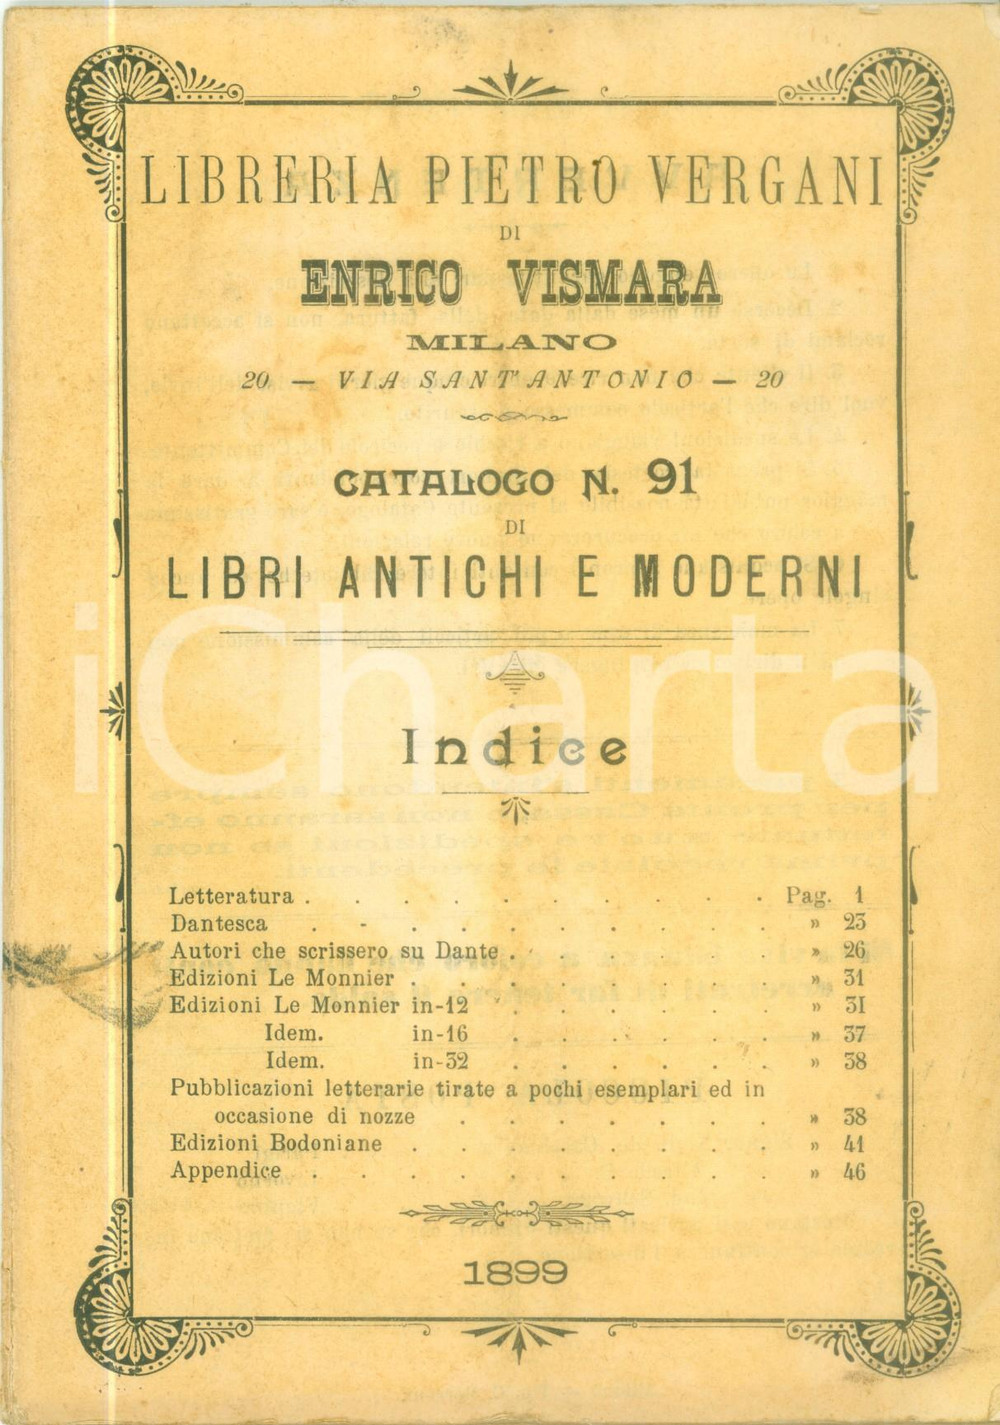 LIBRERIA PIETRO VERGANI
DI
ENRICO VISMARA
MILANO
20 — VIA SANT'ANTONIO — 20
CATALOGO N. 91
DI
LIBRI ANTICHI E MODERNI
iCharta
Indice
Letteratura . . . . . . . . . . Pag. 1
Dantesca . . . . . . . . . . » 23
Autori che scrissero su Dante . . . . . . » 26
Edizioni Le Monnier . . . . . . . . » 31
Edizioni Le Monnier in-12 . . . . . . » 31
Idem. in-16 . . . . . . » 37
Idem. in-32 . . . . . . » 38
Pubblicazioni letterarie tirate a pochi esemplari ed in
occasione di nozze . . . . . . . » 38
Edizioni Bodoniane . . . . . . . . » 41
Appendice . . . . . . . . . . » 46
1899